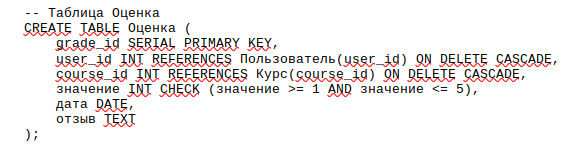 -- Таблица Оценка
CREATE TABLE Оценка (
grade_id SERIAL PRIMARY KEY,
user_id INT REFERENCES Пользователь(user_id) ON DELETE CASCADE,
course_id INT REFERENCES Курс(course_id) ON DELETE CASCADE,
значение INT CHECK (значение >= 1 AND значение <= 5),
дата DATE,
отзыв TEXT
);